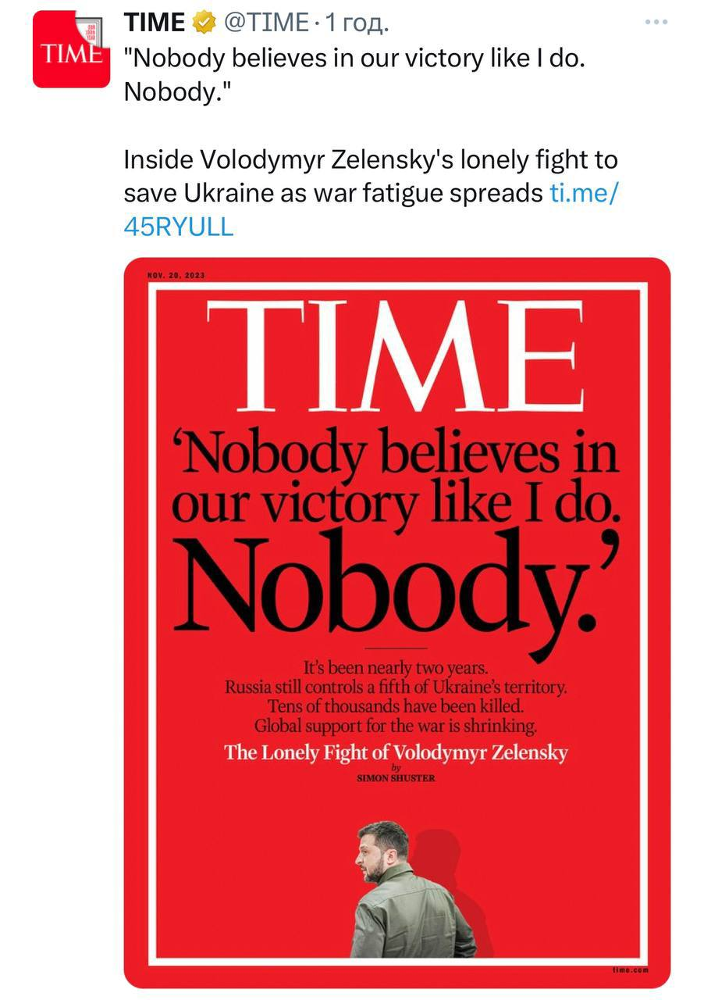 TIME @TIME · 1 год.
"Nobody believes in our victory like I do.
Nobody."
Inside Volodymyr Zelensky's lonely fight to
save Ukraine as war fatigue spreads ti.me/
45RYULL
TIME
NOV. 20, 2023
TIME
‘Nobody believes in
our victory like I do.
Nobody.’
It’s been nearly two years.
Russia still controls a fifth of Ukraine’s territory.
Tens of thousands have been killed.
Global support for the war is shrinking.
The Lonely Fight of Volodymyr Zelensky
by
SIMON SHUSTER
time.com